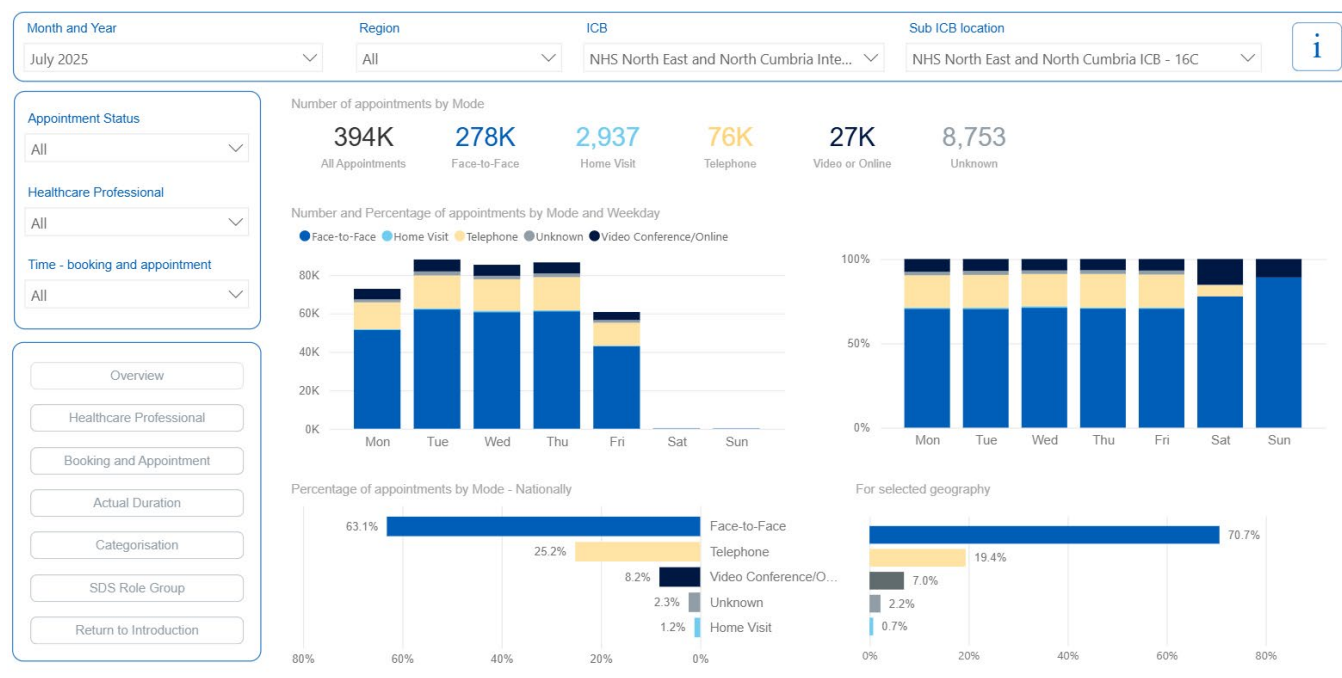 Month and Year Region ICB Sub ICB location
July 2025 All NHS North East and North Cumbria Inte... NHS North East and North Cumbria ICB - 16C
i
Appointment Status
All
Healthcare Professional
All
Time - booking and appointment
All
Overview
Healthcare Professional
Booking and Appointment
Actual Duration
Categorisation
SDS Role Group
Return to Introduction
Number of appointments by Mode
394K 278K 2,937 76K 27K 8,753
All Appointments Face-to-Face Home Visit Telephone Video or Online Unknown
Number and Percentage of appointments by Mode and Weekday
Face-to-Face Home Visit Telephone Unknown Video Conference/Online
80K
60K
40K
20K
0K
Mon Tue Wed Thu Fri Sat Sun
100%
50%
0%
Mon Tue Wed Thu Fri Sat Sun
Percentage of appointments by Mode - Nationally
63.1% Face-to-Face
25.2% Telephone
8.2% Video Conference/O...
2.3% Unknown
1.2% Home Visit
80% 60% 40% 20% 0%
For selected geography
70.7%
19.4%
7.0%
2.2%
0.7%
0% 20% 40% 60% 80%